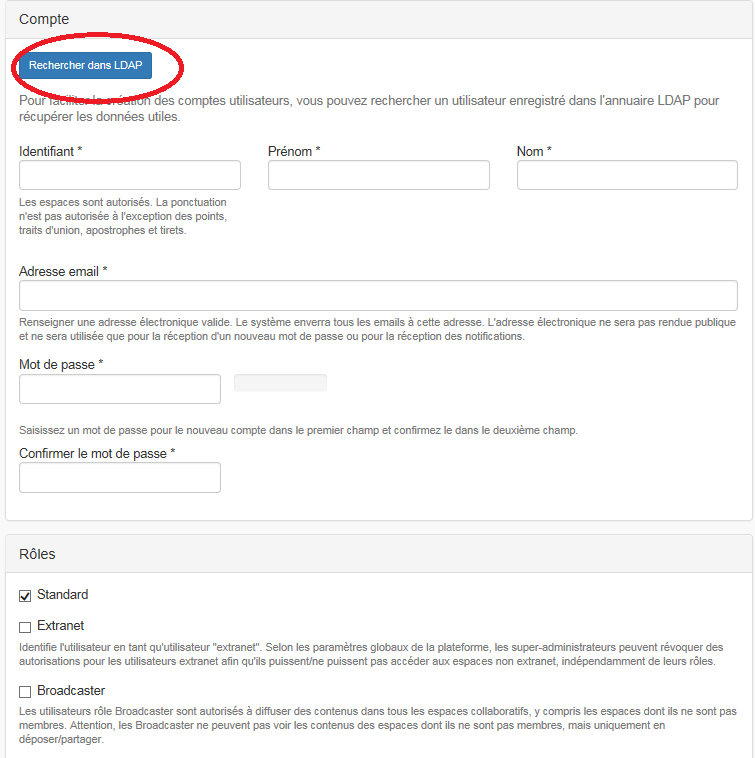 Compte
Rechercher dans LDAP
Pour faciliter la création des comptes utilisateurs, vous pouvez rechercher un utilisateur enregistré dans l'annuaire LDAP pour
récupérer les données utiles.
Identifiant * Prénom * Nom *
Les espaces sont autorisés. La ponctuation
n'est pas autorisée à l'exception des points,
traits d'union, apostrophes et tirets.
Adresse email *
Renseigner une adresse électronique valide. Le système enverra tous les emails à cette adresse. L'adresse électronique ne sera pas rendue publique
et ne sera utilisée que pour la réception d'un nouveau mot de passe ou pour la réception des notifications.
Mot de passe *
Saisissez un mot de passe pour le nouveau compte dans le premier champ et confirmez le dans le deuxième champ.
Confirmer le mot de passe *
Rôles
Standard
Extranet
Identifie l'utilisateur en tant qu'utilisateur "extranet". Selon les paramètres globaux de la plateforme, les super-administrateurs peuvent révoquer des
autorisations pour les utilisateurs extranet afin qu'ils puissent/ne puissent pas accéder aux espaces non extranet, indépendamment de leurs rôles.
Broadcaster
Les utilisateurs rôle Broadcaster sont autorisés à diffuser des contenus dans tous les espaces collaboratifs, y compris les espaces dont ils ne sont pas
membres. Attention, les Broadcaster ne peuvent pas voir les contenus des espaces dont ils ne sont pas membres, mais uniquement en
déposer/partager.